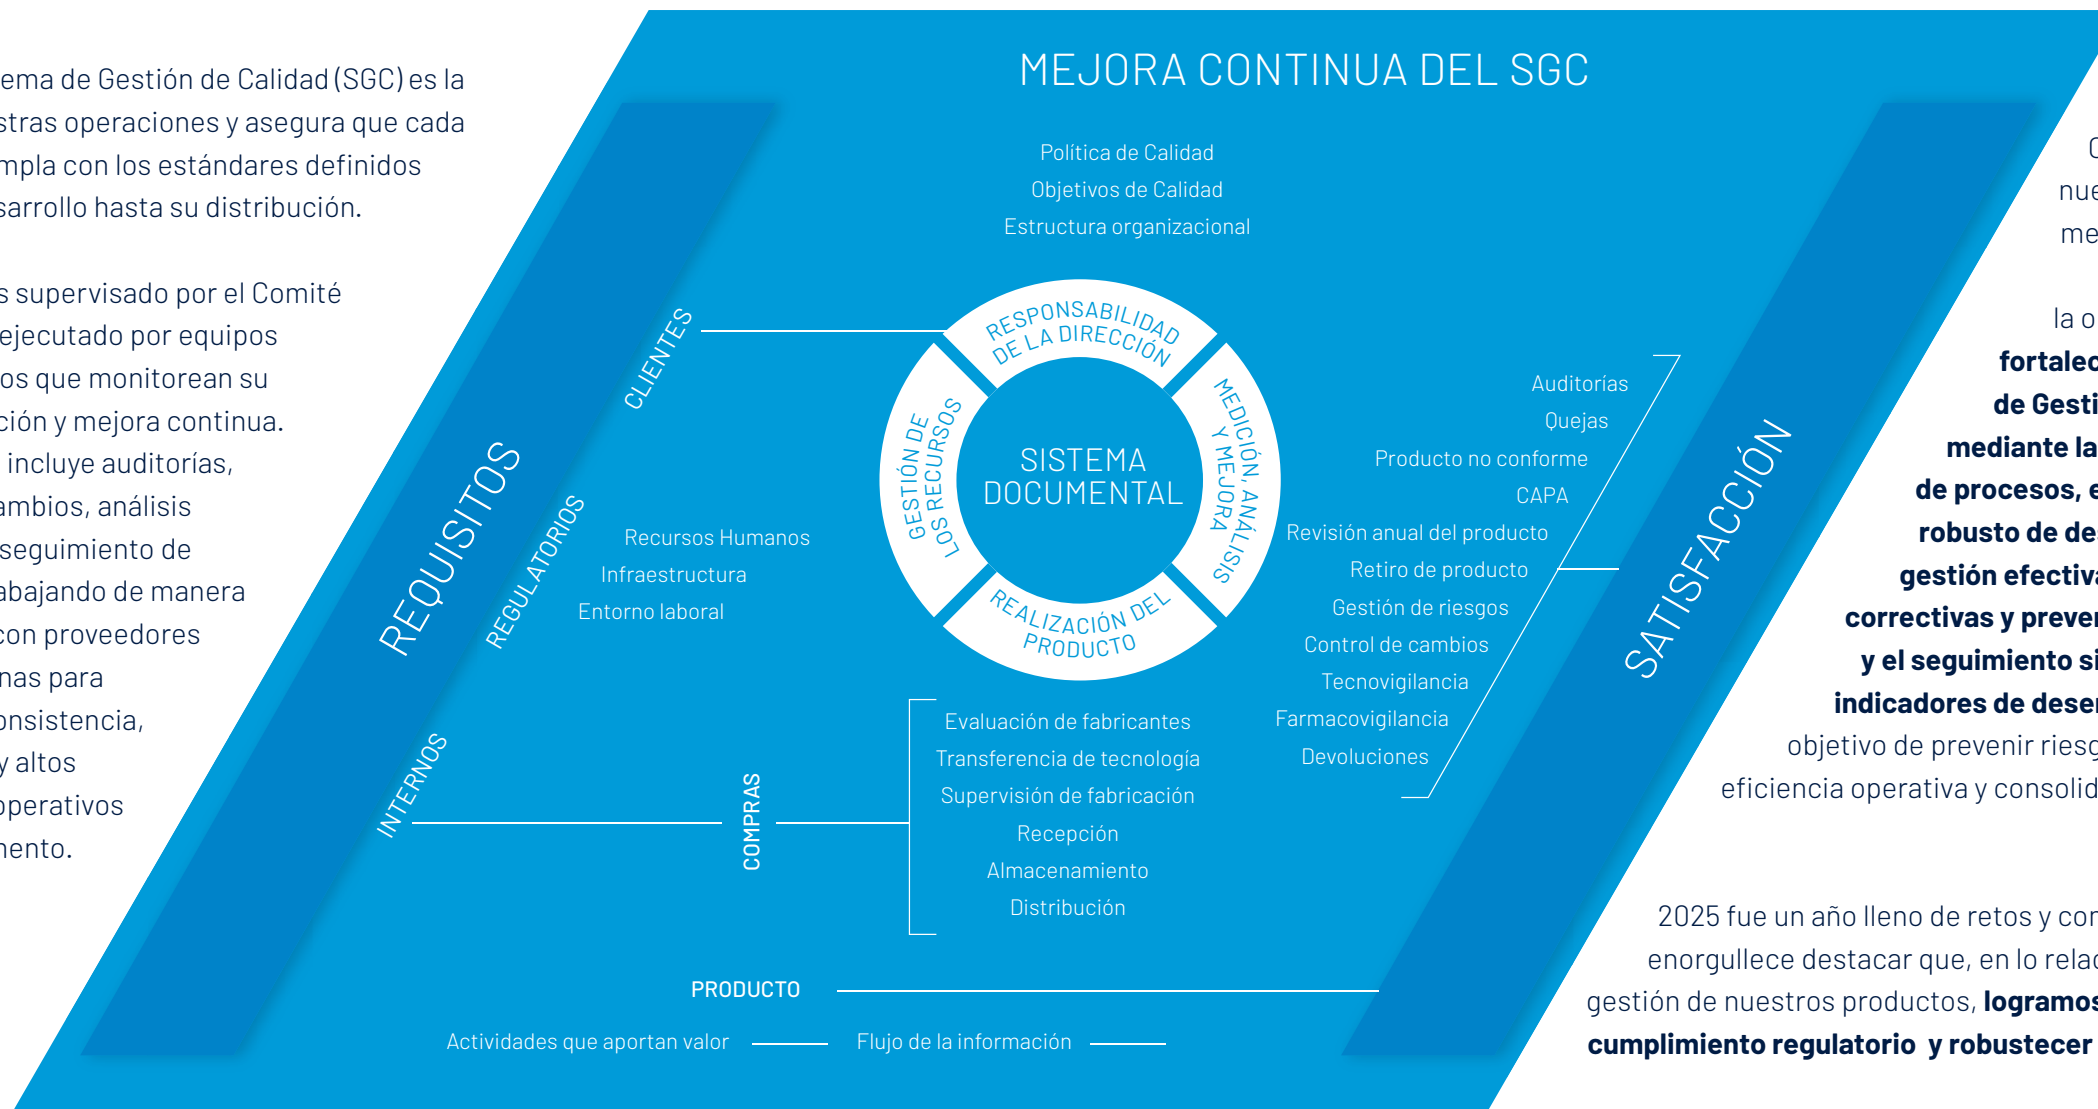 ema de Gestión de Calidad (SGC) es la
stras operaciones y asegura que cada
mpla con los estándares definidos
sarrollo hasta su distribución.
s supervisado por el Comité
ejecutado por equipos
os que monitorean su
ción y mejora continua.
incluye auditorías,
ambios, análisis
seguimiento de
abajando de manera
con proveedores
nas para
onsistencia,
y altos
operativos
mento.
MEJORA CONTINUA DEL SGC
Política de Calidad
Objetivos de Calidad
Estructura organizacional
REQUISITOS
CLIENTES
REGULATORIOS
INTERNOS
RESPONSABILIDAD
DE LA DIRECCIÓN
GESTIÓN DE
LOS RECURSOS
MEDICIÓN, ANÁLISIS
Y MEJORA
REALIZACIÓN DEL
PRODUCTO
SISTEMA
DOCUMENTAL
Recursos Humanos
Infraestructura
Entorno laboral
COMPRAS
Evaluación de fabricantes
Transferencia de tecnología
Supervisión de fabricación
Recepción
Almacenamiento
Distribución
Auditorías
Quejas
Producto no conforme
CAPA
Revisión anual del producto
Retiro de producto
Gestión de riesgos
Control de cambios
Tecnovigilancia
Farmacovigilancia
Devoluciones
SATISFACCIÓN
PRODUCTO
Actividades que aportan valor
Flujo de la información
nue
me
la o
fortalec
de Gesti
mediante la
de procesos, e
robusto de des
gestión efectiva
correctivas y preven
y el seguimiento si
indicadores de dese
objetivo de prevenir riesg
eficiencia operativa y consolid
2025 fue un año lleno de retos y co
enorgullece destacar que, en lo relac
gestión de nuestros productos, logramos
cumplimiento regulatorio y robustecer